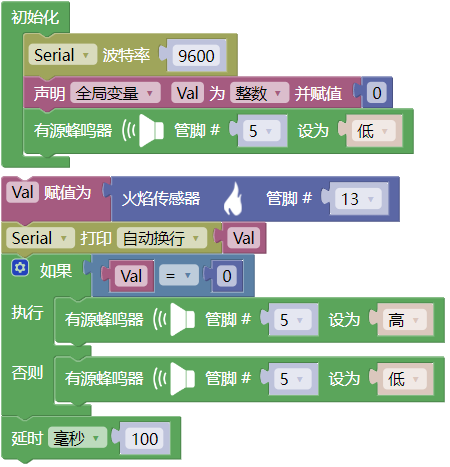 初始化
Serial 波特率 9600
声明 全局变量 Val 为 整数 并赋值 0
有源蜂鸣器 管脚 # 5 设为 低
Val 赋值为 火焰传感器 管脚 # 13
Serial 打印 自动换行 Val
如果 Val = 0
执行 有源蜂鸣器 管脚 # 5 设为 高
否则 有源蜂鸣器 管脚 # 5 设为 低
延时 毫秒 100